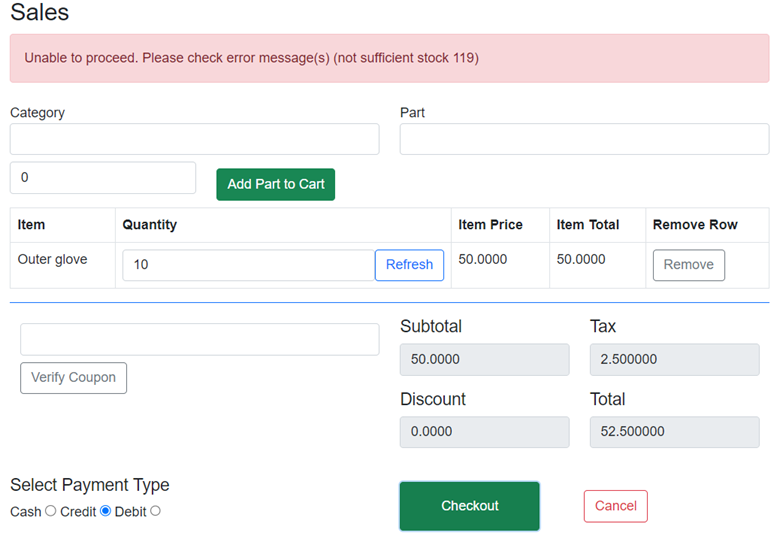 Sales
Unable to proceed. Please check error message(s) (not sufficient stock 119)
Category Part
0 Add Part to Cart
Item Quantity Item Price Item Total Remove Row
Outer glove 10 Refresh 50.0000 50.0000 Remove
Subtotal Tax
50.0000 2.500000
Verify Coupon
Discount Total
0.0000 52.500000
Select Payment Type
Cash Credit Debit
Checkout Cancel